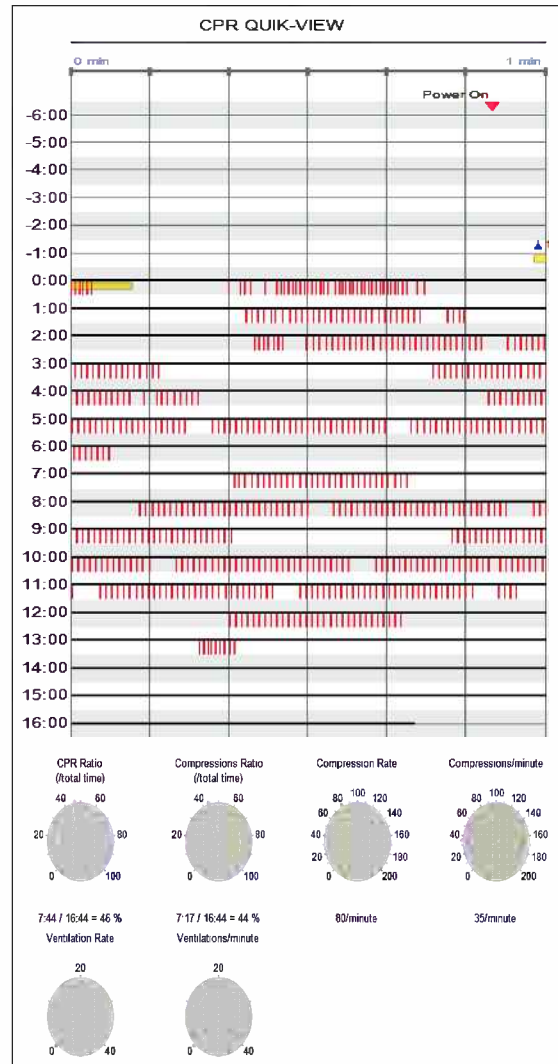 CPR QUIK-VIEW
0 min 1 min
Power On
-6:00
-5:00
-4:00
-3:00
-2:00
-1:00
0:00
1:00
2:00
3:00
4:00
5:00
6:00
7:00
8:00
9:00
10:00
11:00
12:00
13:00
14:00
15:00
16:00
CPR Ratio
(/total time)
Compressions Ratio
(/total time)
Compression Rate
Compressions/minute
0 20 40 60 80 100
0 20 40 60 80 100
0 20 40 60 80 100 120 140 160 180 200
0 20 40 60 80 100 120 140 160 180 200
7:44 / 16:44 = 46 %
7:17 / 16:44 = 44 %
80/minute
35/minute
Ventilation Rate
Ventilations/minute
0 20 40
0 20 40